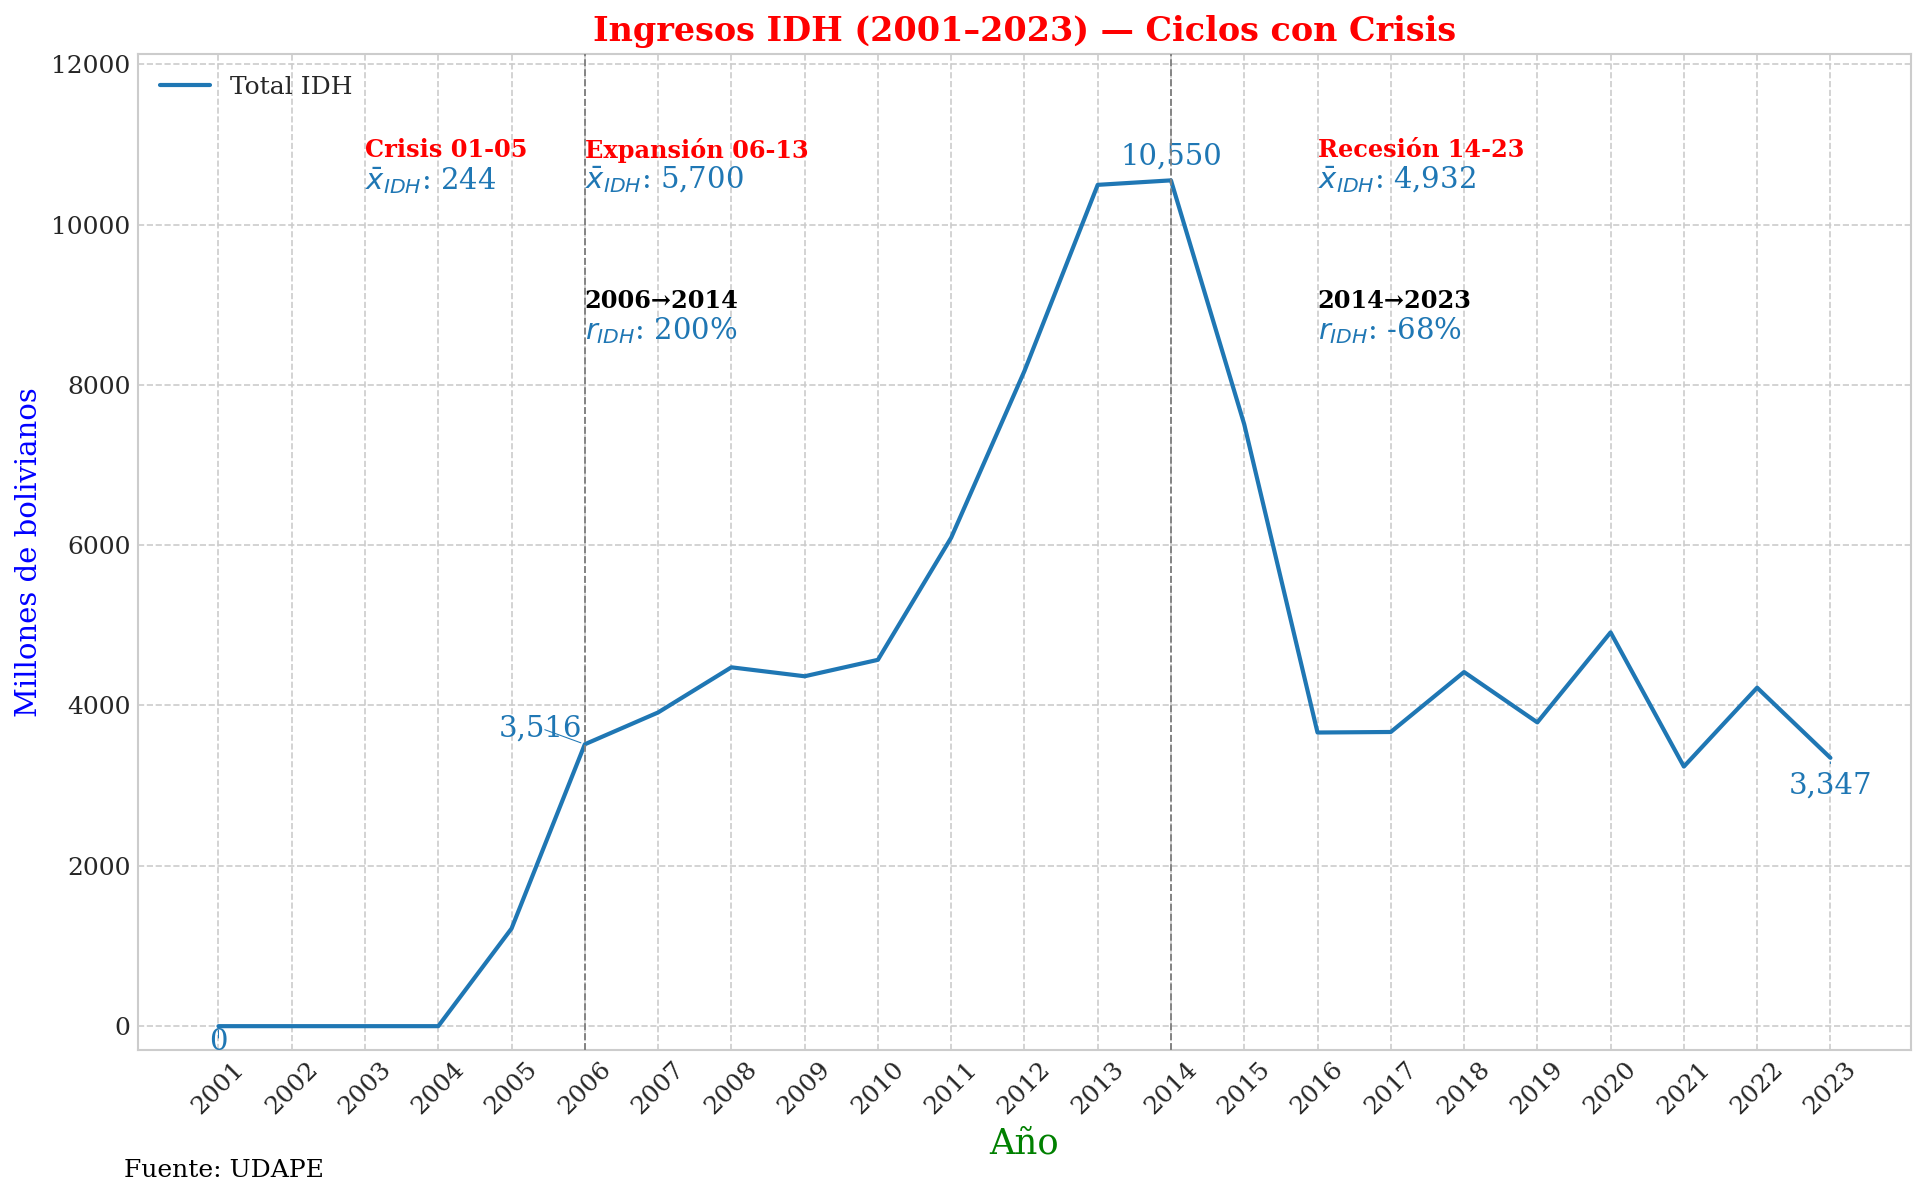 Ingresos IDH (2001–2023) — Ciclos con Crisis
Total IDH
Crisis 01-05
x̄IDH: 244
Expansión 06-13
x̄IDH: 5,700
Recesión 14-23
x̄IDH: 4,932
2006→2014
rIDH: 200%
2014→2023
rIDH: -68%
10,550
3,516
3,347
0
12000
10000
8000
6000
4000
2000
0
Millones de bolivianos
2001
2002
2003
2004
2005
2006
2007
2008
2009
2010
2011
2012
2013
2014
2015
2016
2017
2018
2019
2020
2021
2022
2023
Año
Fuente: UDAPE